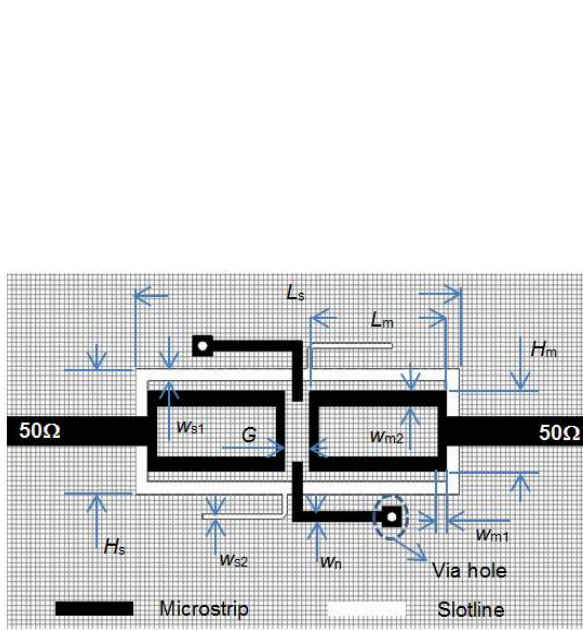 Ls
Lm
Hm
ws1
G
wm2
50Ω
50Ω
Hs
ws2
wn
wm1
Via hole
Microstrip
Slotline